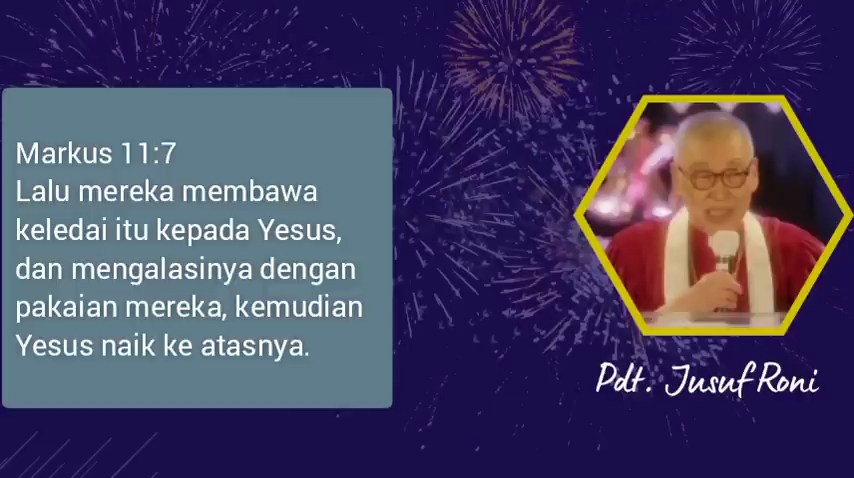 Markus 11:7
Lalu mereka membawa
keledai itu kepada Yesus,
dan mengalasinya dengan
pakaian mereka, kemudian
Yesus naik ke atasnya.
Pdt. Jusuf Roni